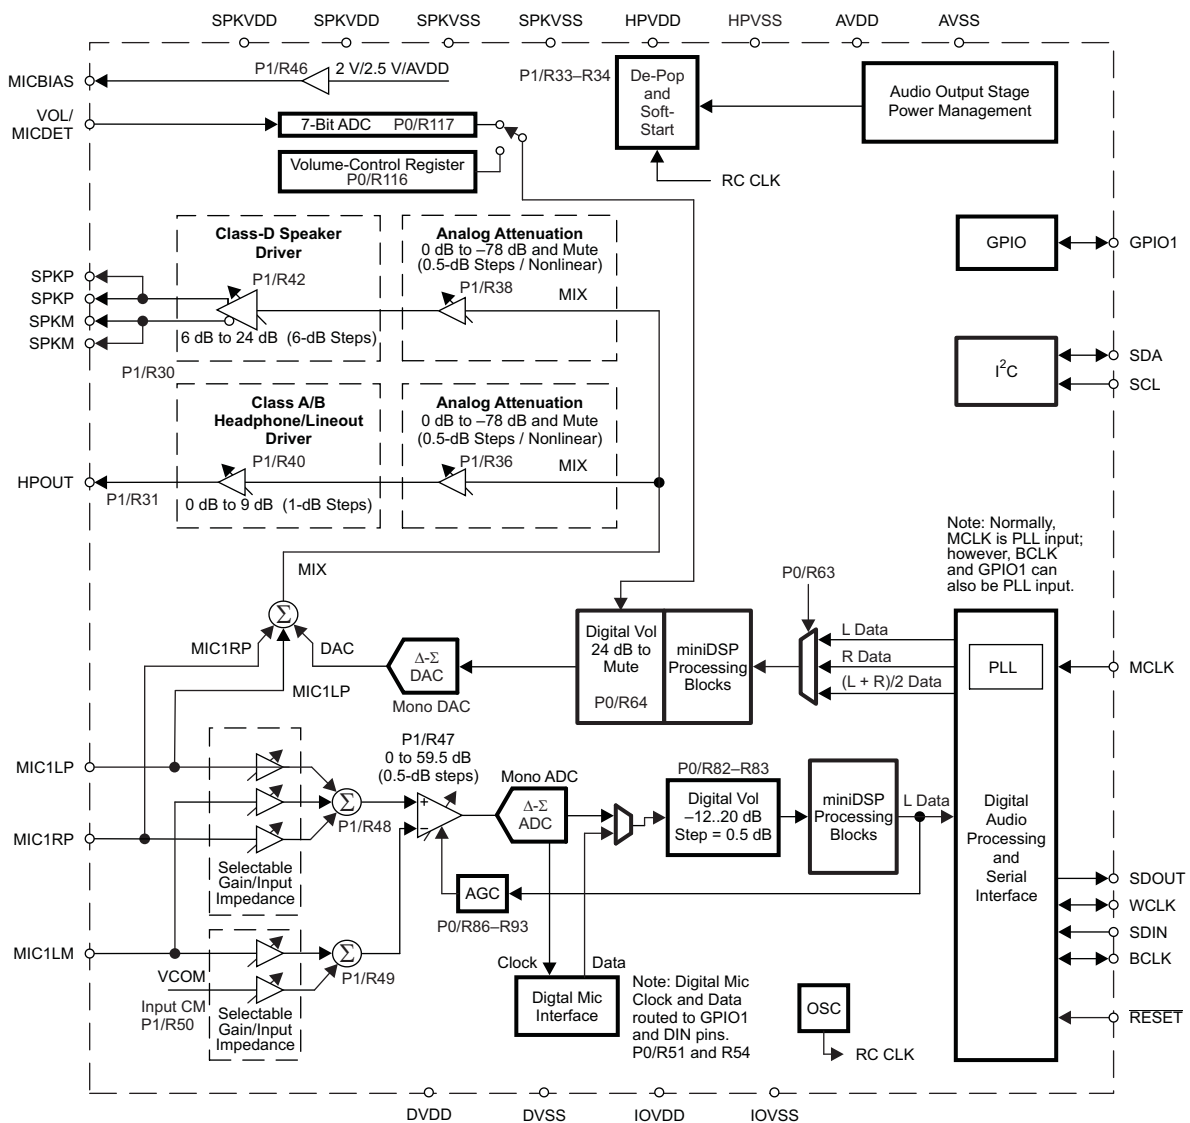 SPKVDD SPKVDD SPKVSS SPKVSS HPVDD HPVSS AVDD AVSS
MICBIAS
P1/R46
2 V/2.5 V/AVDD
VOL/
MICDET
7-Bit ADC P0/R117
Volume-Control Register
P0/R116
P1/R33–R34
De-Pop
and
Soft-
Start
Audio Output Stage
Power Management
RC CLK
GPIO
GPIO1
Class-D Speaker
Driver
P1/R42
6 dB to 24 dB (6-dB Steps)
Analog Attenuation
0 dB to –78 dB and Mute
(0.5-dB Steps / Nonlinear)
P1/R38
MIX
SPKP
SPKP
SPKM
SPKM
P1/R30
I2C
SDA
SCL
Class A/B
Headphone/Lineout
Driver
P1/R40
0 dB to 9 dB (1-dB Steps)
Analog Attenuation
0 dB to –78 dB and Mute
(0.5-dB Steps / Nonlinear)
P1/R36
MIX
HPOUT
P1/R31
Note: Normally,
MCLK is PLL input;
however, BCLK
and GPIO1 can
also be PLL input.
MIX
Σ
MIC1RP
DAC
MIC1LP
Δ-Σ
DAC
Mono DAC
Digital Vol
24 dB to
Mute
P0/R64
miniDSP
Processing
Blocks
P0/R63
L Data
R Data
(L + R)/2 Data
PLL
MCLK
P1/R47
0 to 59.5 dB
(0.5-dB steps)
MIC1LP
MIC1RP
Σ
P1/R48
+
–
Selectable
Gain/Input
Impedance
Mono ADC
Δ-Σ
ADC
P0/R82–R83
Digital Vol
–12..20 dB
Step = 0.5 dB
miniDSP
Processing
Blocks
L Data
Digital
Audio
Processing
and
Serial
Interface
AGC
P0/R86–R93
SDOUT
WCLK
SDIN
BCLK
RESET
MIC1LM
Σ
P1/R49
VCOM
Input CM
P1/R50
Selectable
Gain/Input
Impedance
Clock
Data
Digtal Mic
Interface
Note: Digital Mic
Clock and Data
routed to GPIO1
and DIN pins.
P0/R51 and R54
OSC
RC CLK
DVDD DVSS IOVDD IOVSS